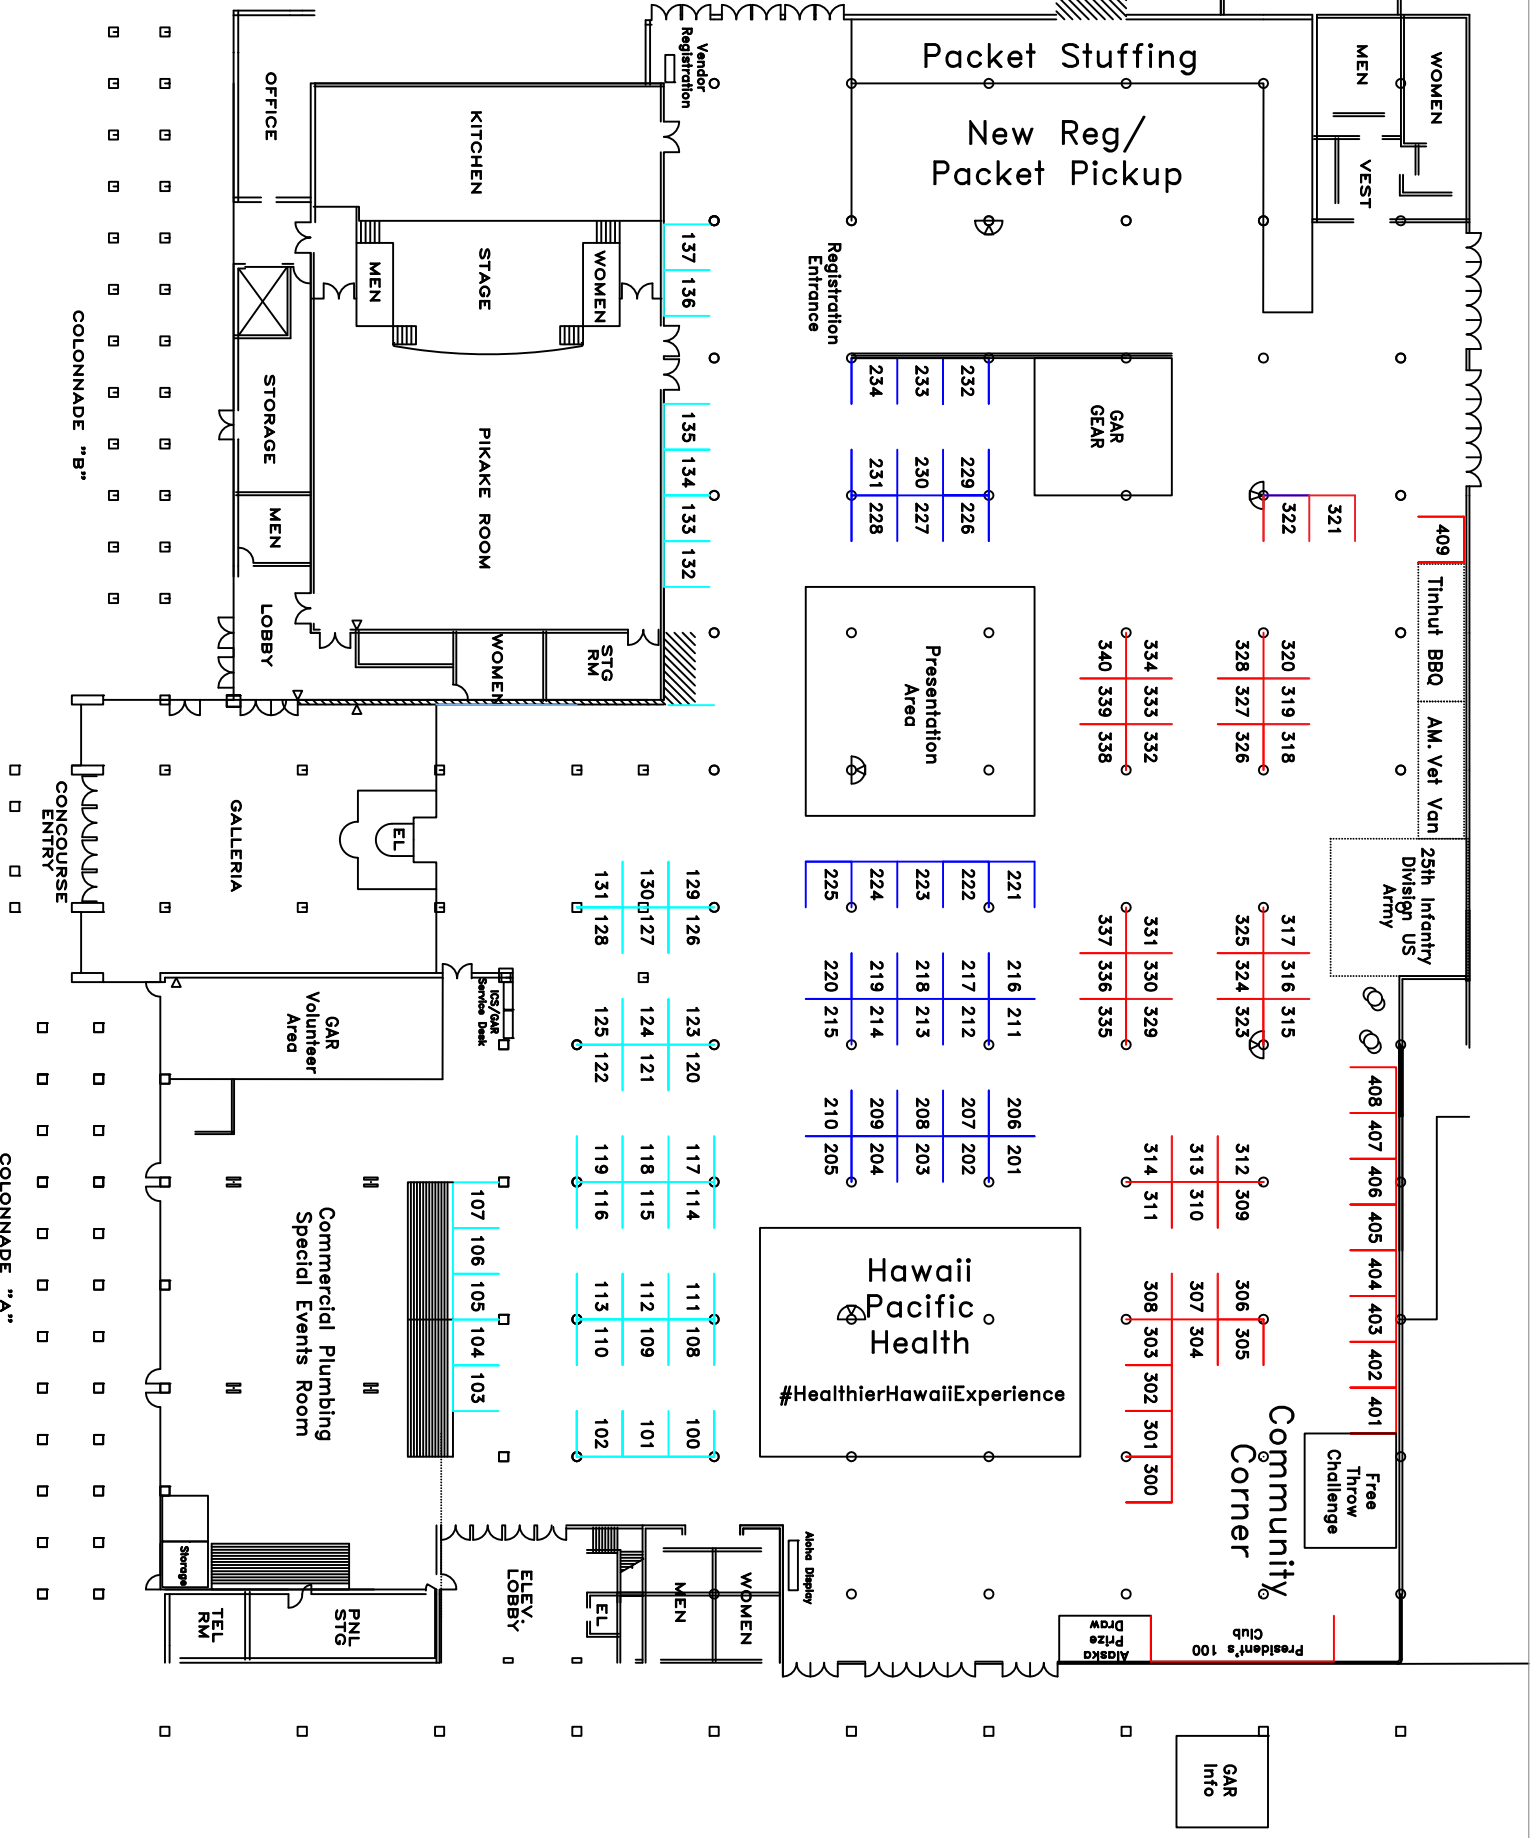 Packet Stuffing
New Reg/
Packet Pickup
Vendor
Registration
MEN
WOMEN
VEST
OFFICE
KITCHEN
STAGE
MEN
WOMEN
137
136
Registration
Entrance
COLONNADE "B"
STORAGE
MEN
LOBBY
PIKAKE ROOM
WOMEN
STG
RM
135
134
133
132
234
233
232
231
230
229
228
227
226
GAR
GEAR
322
321
409
Tinhut BBQ
AM. Vet Van
25th Infantry
Division US
Army
Presentation
Area
340
334
339
333
338
332
328
320
327
319
326
318
CONCOURSE
ENTRY
GALLERIA
EL
131
130
129
128
127
126
225
224
223
222
221
337
331
336
330
335
329
325
317
324
316
323
315
GAR
Volunteer
Area
ICS/GAR
Service Desk
125
124
123
122
121
120
220
219
218
217
216
215
214
213
212
211
210
209
208
207
206
205
204
203
202
201
408
407
406
405
404
403
402
401
COLONNADE "A"
119
118
117
116
115
114
107
106
105
104
103
Commercial Plumbing
Special Events Room
113
112
111
110
109
108
102
101
100
314
313
312
311
310
309
308
307
306
303
304
305
302
301
300
Hawaii
Pacific
Health
#HealthierHawaiiExperience
Community
Corner
Free
Throw
Challenge
Storage
TEL
RM
PNL
STG
ELEV.
LOBBY
EL
MEN
WOMEN
Aloha Display
Alaska
Prize
Draw
President's 100
Club
GAR
Info